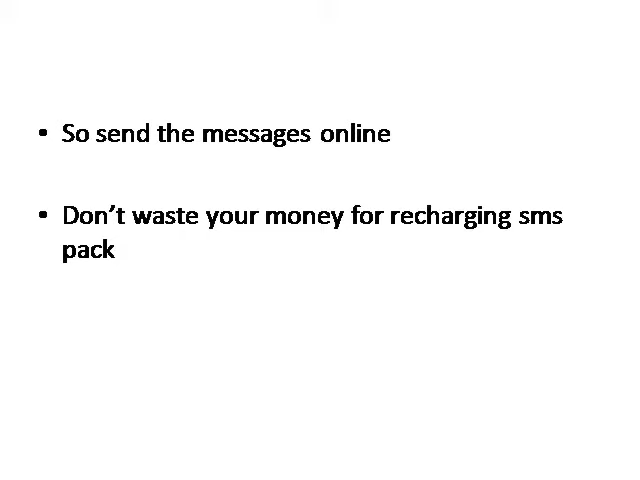 • So send the messages online
• Don't waste your money for recharging sms
pack